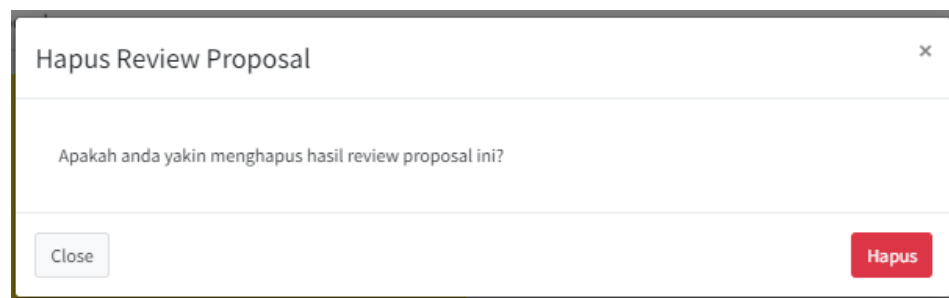 Hapus Review Proposal
×
Apakah anda yakin menghapus hasil review proposal ini?
Close
Hapus